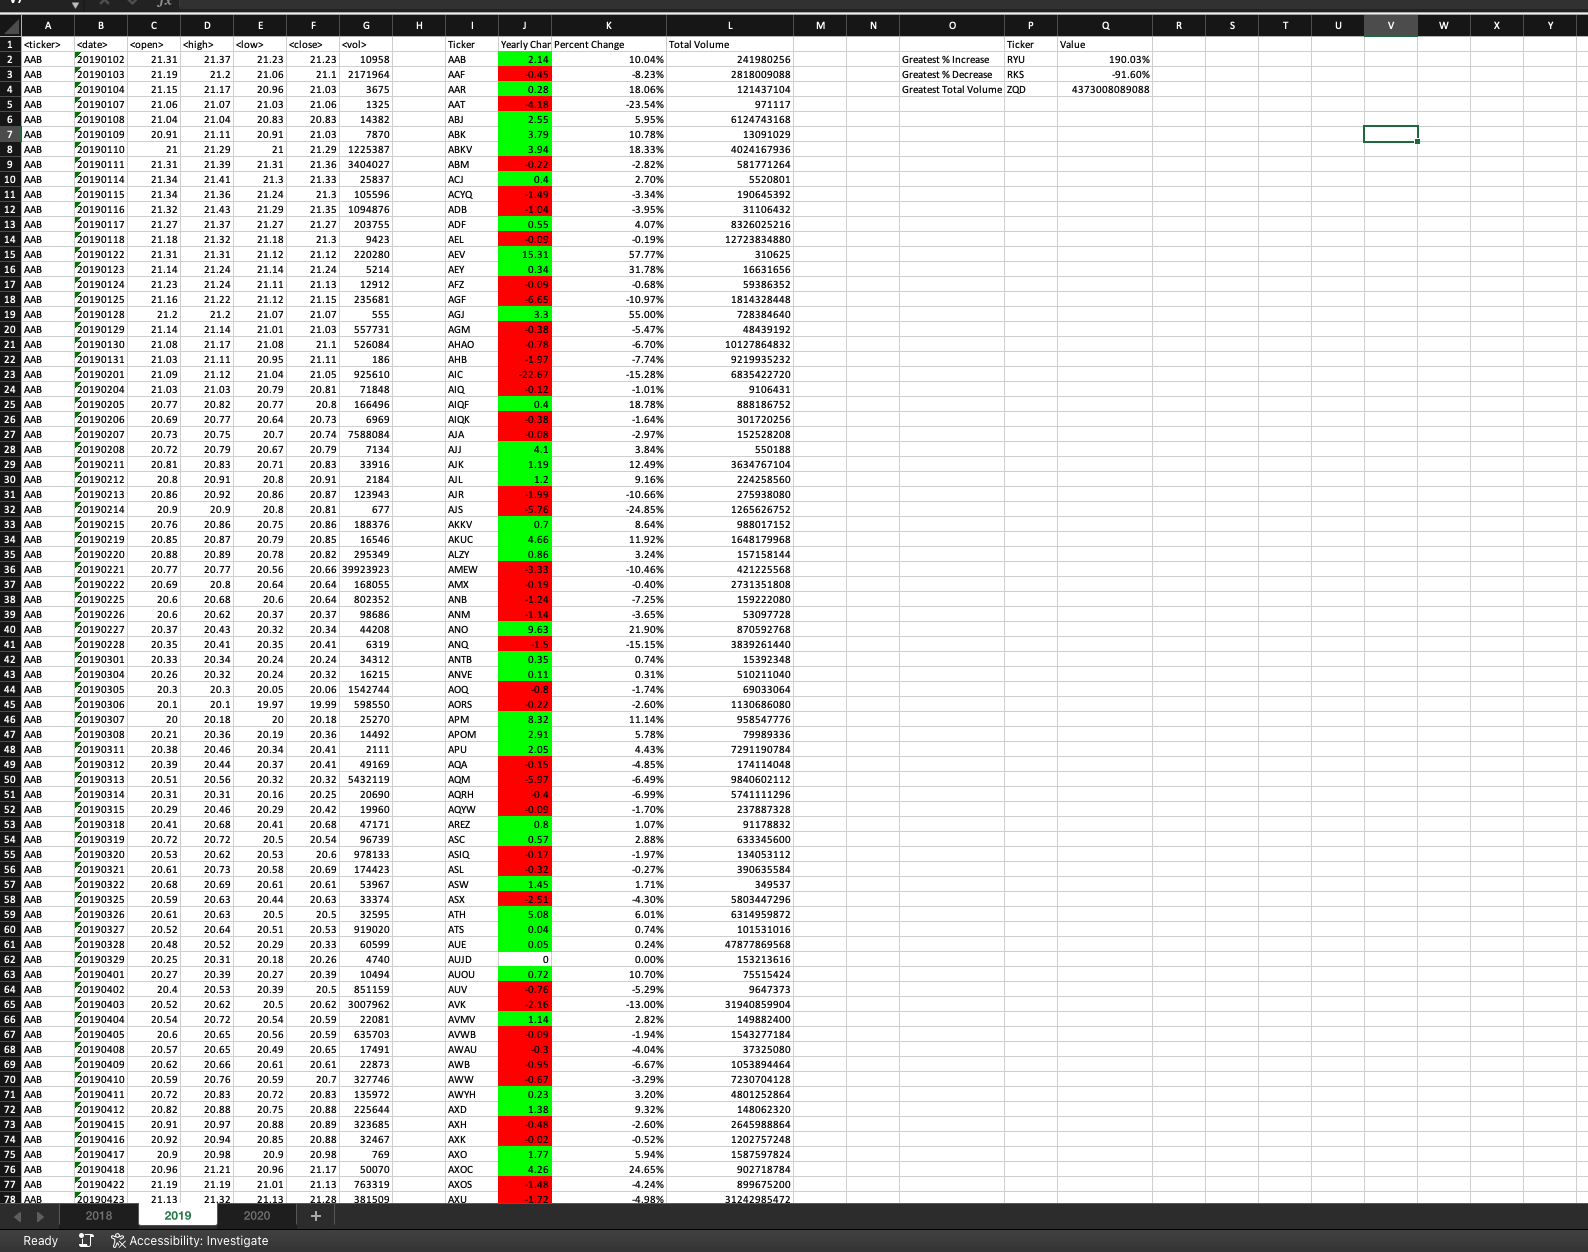 A B C D E F G H I J K L M N O P Q R S T U V W X Y
1 <ticker> <date> <open> <high> <low> <close> <vol> Ticker Yearly Char Percent Change Total Volume Ticker Value
2 AAB 20190102 21.31 21.37 21.23 21.23 10958 AAB 2.14 10.04% 241980256 Greatest % Increase RYU 190.03%
3 AAB 20190103 21.19 21.2 21.06 21.1 2171964 AAF -0.45 -8.23% 2818009088 Greatest % Decrease RKS -91.60%
4 AAB 20190104 21.15 21.17 20.96 21.03 3675 AAR 0.28 18.06% 121437104 Greatest Total Volume ZQD 4373008089088
5 AAB 20190107 21.06 21.07 21.03 21.06 1325 AAT -4.18 -23.54% 971117
6 AAB 20190108 21.04 21.04 20.83 20.83 14382 ABJ 2.55 5.95% 6124743168
7 AAB 20190109 20.91 21.11 20.91 21.03 7870 ABK 3.79 10.78% 13091029
8 AAB 20190110 21 21.29 21 21.29 1225387 ABKV 3.94 18.33% 4024167936
9 AAB 20190111 21.31 21.39 21.31 21.36 3404027 ABM -0.22 -2.82% 581771264
10 AAB 20190114 21.34 21.41 21.3 21.33 25837 ACJ 0.4 2.70% 5520801
11 AAB 20190115 21.34 21.36 21.24 21.3 105596 ACYQ -1.49 -3.34% 190645392
12 AAB 20190116 21.32 21.43 21.29 21.35 1094876 ADB -1.04 -3.95% 31106432
13 AAB 20190117 21.27 21.37 21.27 21.27 203755 ADF 0.55 4.07% 8326025216
14 AAB 20190118 21.18 21.32 21.18 21.3 9423 AEL -0.09 -0.19% 12723834880
15 AAB 20190122 21.31 21.31 21.12 21.12 220280 AEV 15.31 57.77% 310625
16 AAB 20190123 21.14 21.24 21.14 21.24 5214 AEY 0.34 31.78% 16631656
17 AAB 20190124 21.23 21.24 21.11 21.13 12912 AFZ -0.09 -0.68% 59386352
18 AAB 20190125 21.16 21.22 21.12 21.15 235681 AGF -6.65 -10.97% 1814328448
19 AAB 20190128 21.2 21.2 21.07 21.07 555 AGJ 3.3 55.00% 728384640
20 AAB 20190129 21.14 21.14 21.01 21.03 557731 AGM -0.38 -5.47% 48439192
21 AAB 20190130 21.08 21.17 21.08 21.1 526084 AHAO -0.78 -6.70% 10127864832
22 AAB 20190131 21.03 21.11 20.95 21.11 186 AHB -1.97 -7.74% 9219935232
23 AAB 20190201 21.09 21.12 21.04 21.05 925610 AIC -22.67 -15.28% 6835422720
24 AAB 20190204 21.03 21.03 20.79 20.81 71848 AIQ -0.12 -1.01% 9106431
25 AAB 20190205 20.77 20.82 20.77 20.8 166496 AIQF 0.4 18.78% 888186752
26 AAB 20190206 20.69 20.77 20.64 20.73 6969 AIQK -0.38 -1.64% 301720256
27 AAB 20190207 20.73 20.75 20.7 20.74 7588084 AJA -0.08 -2.97% 152528208
28 AAB 20190208 20.72 20.79 20.67 20.79 7134 AJJ 4.1 3.84% 550188
29 AAB 20190211 20.81 20.83 20.71 20.83 33916 AJK 1.19 12.49% 3634767104
30 AAB 20190212 20.8 20.91 20.8 20.91 2184 AJL 1.2 9.16% 224258560
31 AAB 20190213 20.86 20.92 20.86 20.87 123943 AJR -1.99 -10.66% 275938080
32 AAB 20190214 20.9 20.9 20.8 20.81 677 AJS -5.76 -24.85% 1265626752
33 AAB 20190215 20.76 20.86 20.75 20.86 188376 AKKV 0.7 8.64% 988017152
34 AAB 20190219 20.85 20.87 20.79 20.85 16546 AKUC 4.66 11.92% 1648179968
35 AAB 20190220 20.88 20.89 20.78 20.82 295349 ALZY 0.86 3.24% 157158144
36 AAB 20190221 20.77 20.77 20.56 20.66 39923923 AMEW -3.33 -10.46% 421225568
37 AAB 20190222 20.69 20.8 20.64 20.64 168055 AMX -0.19 -0.40% 2731351808
38 AAB 20190225 20.6 20.68 20.6 20.64 802352 ANB -1.24 -7.25% 159222080
39 AAB 20190226 20.6 20.62 20.37 20.37 98686 ANM -1.14 -3.65% 53097728
40 AAB 20190227 20.37 20.43 20.32 20.34 44208 ANO 9.63 21.90% 870592768
41 AAB 20190228 20.35 20.41 20.35 20.41 6319 ANQ -1.5 -15.15% 3839261440
42 AAB 20190301 20.33 20.34 20.24 20.24 34312 ANTB 0.35 0.74% 15392348
43 AAB 20190304 20.26 20.32 20.24 20.32 16215 ANVE 0.11 0.31% 510211040
44 AAB 20190305 20.3 20.3 20.05 20.06 1542744 AOQ -0.8 -1.74% 69033064
45 AAB 20190306 20.1 20.1 19.97 19.99 598550 AORS -0.22 -2.60% 1130686080
46 AAB 20190307 20 20.18 20 20.18 25270 APM 8.32 11.14% 958547776
47 AAB 20190308 20.21 20.36 20.19 20.36 14492 APOM 2.91 5.78% 79989336
48 AAB 20190311 20.38 20.46 20.34 20.41 2111 APU 2.05 4.43% 7291190784
49 AAB 20190312 20.39 20.44 20.37 20.41 49169 AQA -0.15 -4.85% 174114048
50 AAB 20190313 20.51 20.56 20.32 20.32 5432119 AQM -5.97 -6.49% 9840602112
51 AAB 20190314 20.31 20.31 20.16 20.25 20690 AQRH -0.4 -6.99% 5741111296
52 AAB 20190315 20.29 20.46 20.29 20.42 19960 AQYW -0.09 -1.70% 237887328
53 AAB 20190318 20.41 20.68 20.41 20.68 47171 AREZ 0.8 1.07% 91178832
54 AAB 20190319 20.72 20.72 20.5 20.54 96739 ASC 0.57 2.88% 633345600
55 AAB 20190320 20.53 20.62 20.53 20.6 978133 ASIQ -0.17 -1.97% 134053112
56 AAB 20190321 20.61 20.73 20.58 20.69 174423 ASL -0.32 -0.27% 390635584
57 AAB 20190322 20.68 20.69 20.61 20.61 53967 ASW 1.45 1.71% 349537
58 AAB 20190325 20.59 20.63 20.44 20.63 33374 ASX -2.51 -4.30% 5803447296
59 AAB 20190326 20.61 20.63 20.5 20.5 32595 ATH 5.08 6.01% 6314959872
60 AAB 20190327 20.52 20.64 20.51 20.53 919020 ATS 0.04 0.74% 101531016
61 AAB 20190328 20.48 20.52 20.29 20.33 60599 AUE 0.05 0.24% 47877869568
62 AAB 20190329 20.25 20.31 20.18 20.26 4740 AUJD 0 0.00% 153213616
63 AAB 20190401 20.27 20.39 20.27 20.39 10494 AUOU 0.72 10.70% 75515424
64 AAB 20190402 20.4 20.53 20.39 20.5 851159 AUV -0.76 -5.29% 9647373
65 AAB 20190403 20.52 20.62 20.5 20.62 3007962 AVK -2.16 -13.00% 31940859904
66 AAB 20190404 20.54 20.72 20.54 20.59 22081 AVMV 1.14 2.82% 149882400
67 AAB 20190405 20.6 20.65 20.56 20.59 635703 AVWB -0.09 -1.94% 1543277184
68 AAB 20190408 20.57 20.65 20.49 20.65 17491 AWAU -0.3 -4.04% 37325080
69 AAB 20190409 20.62 20.66 20.61 20.61 22873 AWB -0.95 -6.67% 1053894464
70 AAB 20190410 20.59 20.76 20.59 20.7 327746 AWW -0.67 -3.29% 7230704128
71 AAB 20190411 20.72 20.83 20.72 20.83 135972 AWYH 0.23 3.20% 4801252864
72 AAB 20190412 20.82 20.88 20.75 20.88 225644 AXD 1.38 9.32% 148062320
73 AAB 20190415 20.91 20.97 20.88 20.89 323685 AXH -0.48 -2.60% 2645988864
74 AAB 20190416 20.92 20.94 20.85 20.88 32467 AXK -0.02 -0.52% 1202757248
75 AAB 20190417 20.9 20.98 20.9 20.98 769 AXO 1.77 5.94% 1587597824
76 AAB 20190418 20.96 21.21 20.96 21.17 50070 AXOC 4.26 24.65% 902718784
77 AAB 20190422 21.19 21.19 21.01 21.13 763319 AXOS -1.48 -4.24% 899675200
78 AAB 20190423 21.13 21.32 21.13 21.28 381509 AXU -1.72 -4.98% 31242985472
2018 2019 2020 +
Ready Accessibility: Investigate